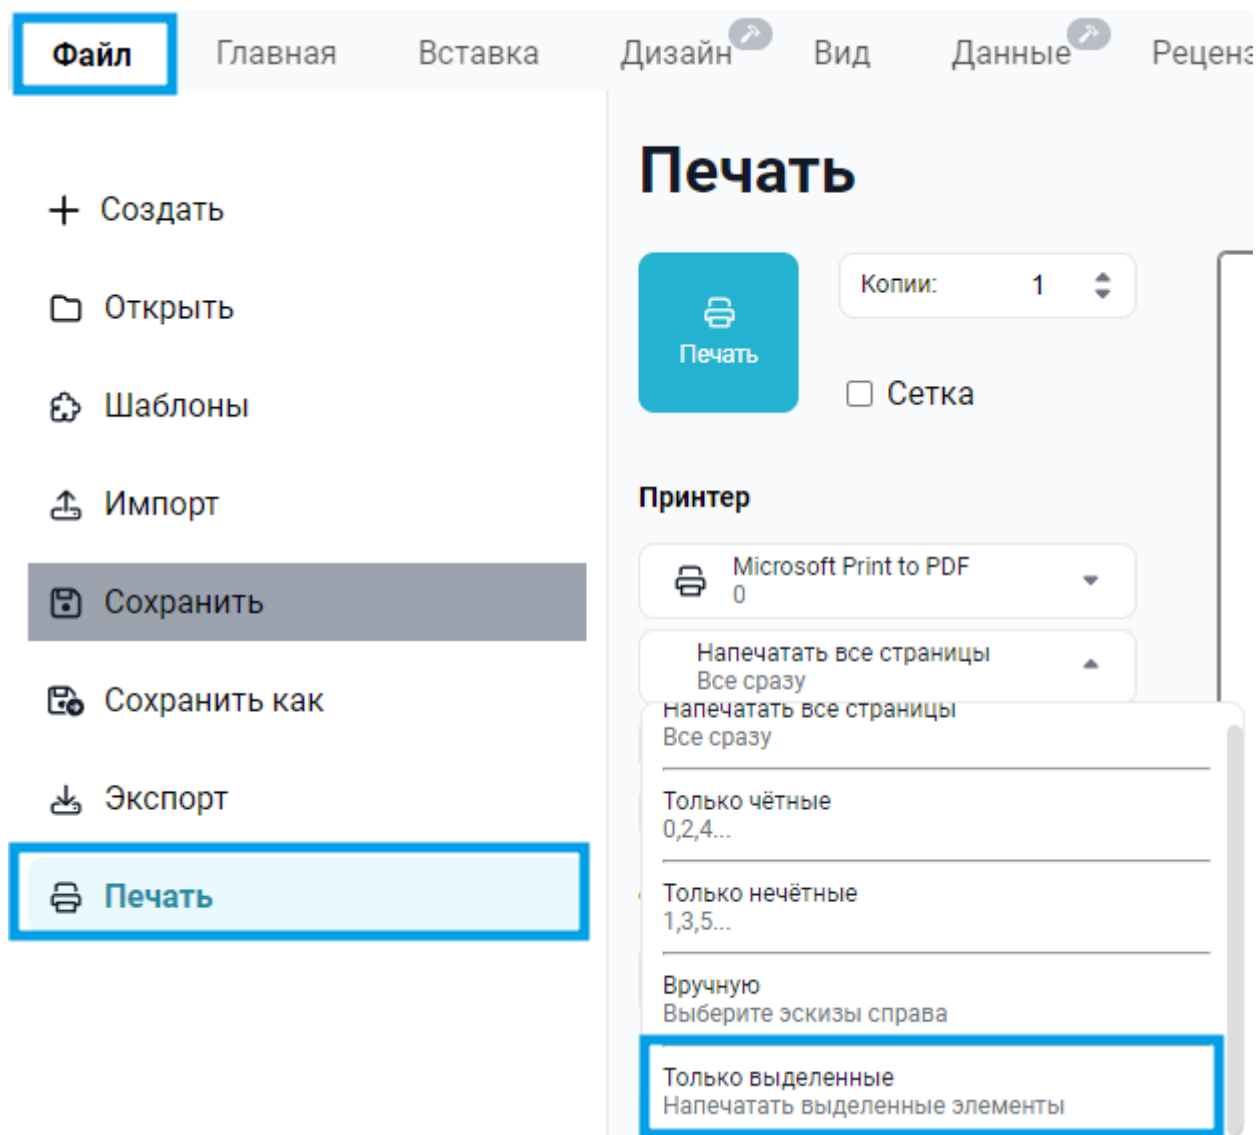 Файл Главная Вставка Дизайн Вид Данные Реценз
Создать
Открыть
Шаблоны
Импорт
Сохранить
Сохранить как
Экспорт
Печать
Печать
Печать
Копии: 1
Сетка
Принтер
Microsoft Print to PDF
0
Напечатать все страницы
Все сразу
Напечатать все страницы
Все сразу
Только чётные
0,2,4...
Только нечётные
1,3,5...
Вручную
Выберите эскизы справа
Только выделенные
Напечатать выделенные элементы